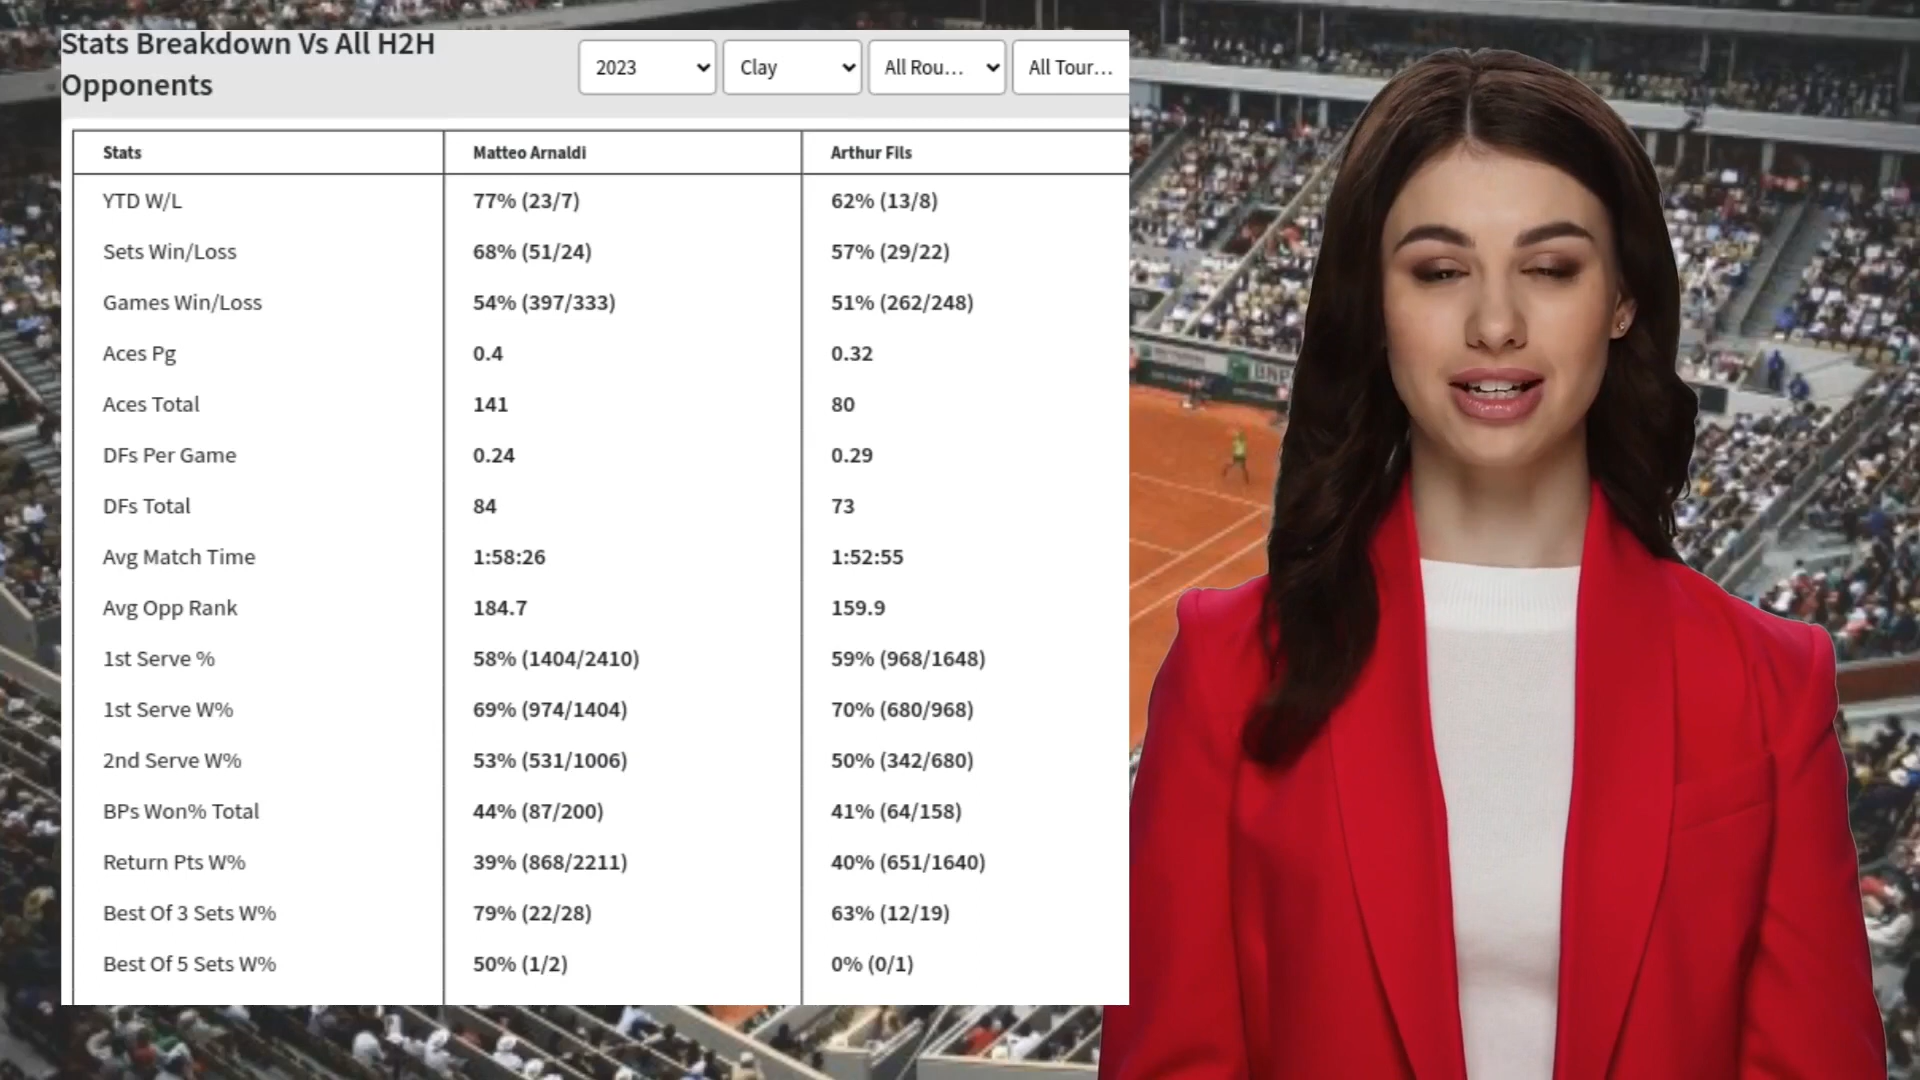 Stats Breakdown Vs All H2H
Opponents
2023
Clay
All Rou...
All Tour...
Stats Matteo Arnaldi Arthur Fils
YTD W/L 77% (23/7) 62% (13/8)
Sets Win/Loss 68% (51/24) 57% (29/22)
Games Win/Loss 54% (397/333) 51% (262/248)
Aces Pg 0.4 0.32
Aces Total 141 80
DFs Per Game 0.24 0.29
DFs Total 84 73
Avg Match Time 1:58:26 1:52:55
Avg Opp Rank 184.7 159.9
1st Serve % 58% (1404/2410) 59% (968/1648)
1st Serve W% 69% (974/1404) 70% (680/968)
2nd Serve W% 53% (531/1006) 50% (342/680)
BPs Won% Total 44% (87/200) 41% (64/158)
Return Pts W% 39% (868/2211) 40% (651/1640)
Best Of 3 Sets W% 79% (22/28) 63% (12/19)
Best Of 5 Sets W% 50% (1/2) 0% (0/1)
BNP